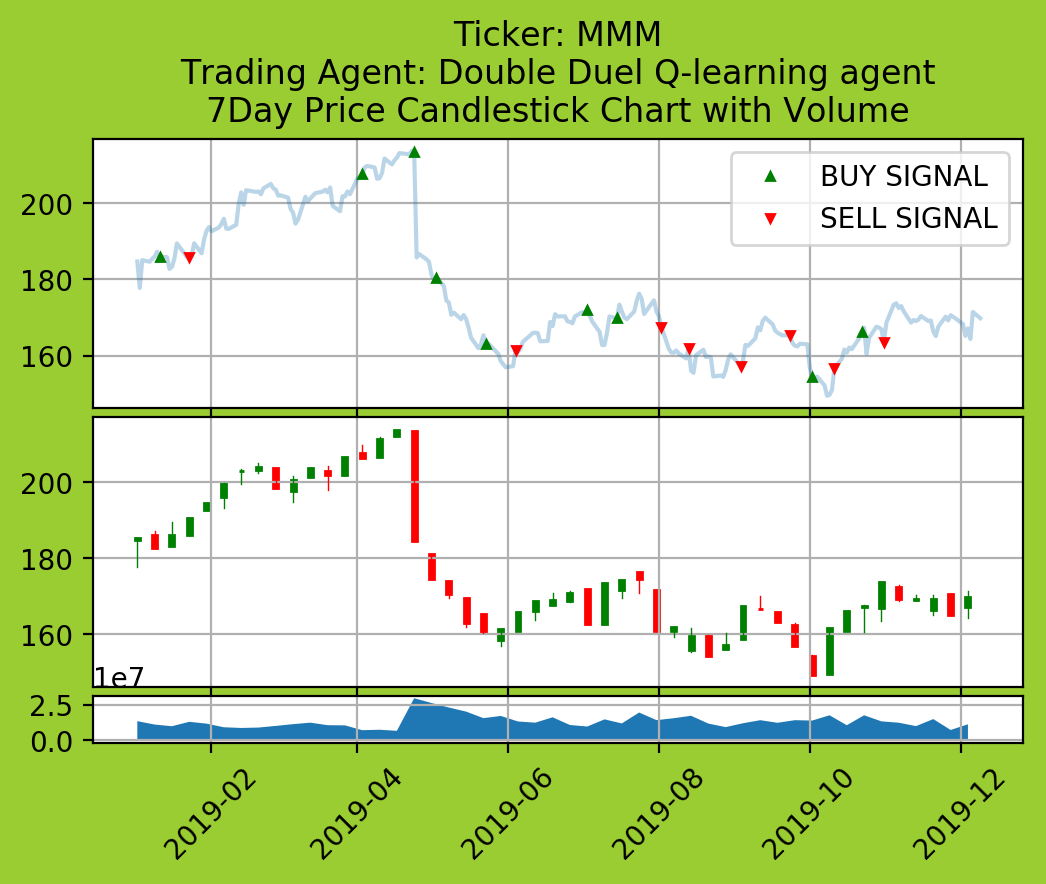 Ticker: MMM
Trading Agent: Double Duel Q-learning agent
7Day Price Candlestick Chart with Volume
BUY SIGNAL
SELL SIGNAL
200
180
160
200
180
160
1e7
2.5
0.0
2019-02
2019-04
2019-06
2019-08
2019-10
2019-12